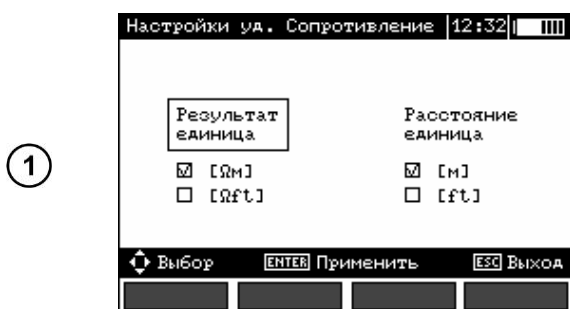 Настройки уд. Сопротивление 12:32
Результат единица
Расстояние единица
☑ [Ωм]
☐ [Ωft]
☑ [м]
☐ [ft]
1
Выбор ENTER Применить ESC Выход